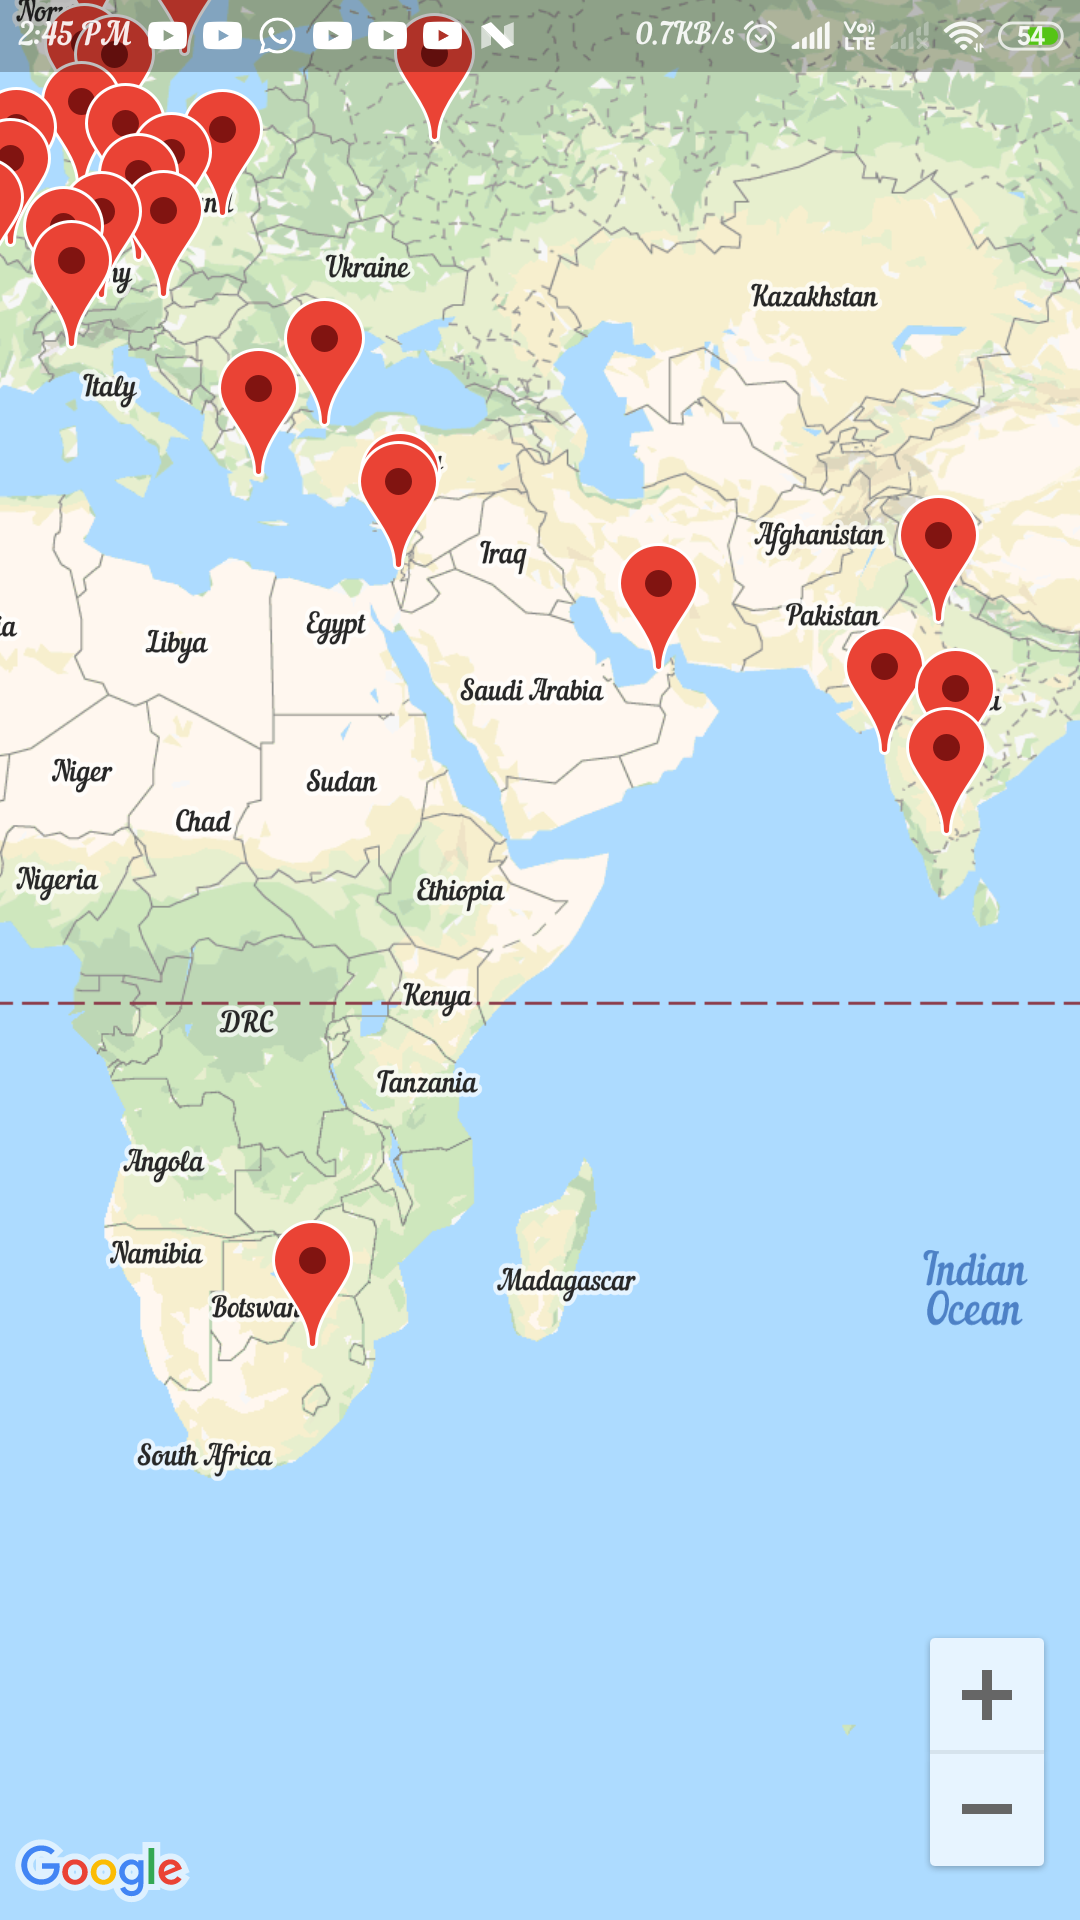 Nor
2:45 PM
0.7KB/s
Vo))
LTE
54
Ukraine
Kazakhstan
Italy
Afghanistan
Iraq
Pakistan
Egypt
Libya
Saudi Arabia
Niger
Sudan
Chad
Nigeria
Ethiopia
Kenya
DRC
Tanzania
Angola
Namibia
Madagascar
Indian
Ocean
Botswan
South Africa
+
−
Google